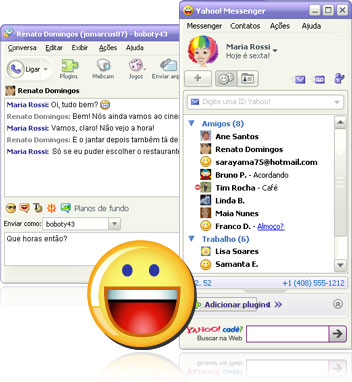 Renato Domingos (jomarcus07) - boboty43
Conversa Editar Exibir Ações Ajuda
Ligar
Plugins
Webcam
Jogos
Enviar arqu
Renato Domingos
Maria Rossi: Oi, tudo bem?
Renato Domingos: Bem! Nós ainda vamos ao cine
Maria Rossi: Vamos, claro! Não vejo a hora!
Renato Domingos: E o jantar depois também tá de
Maria Rossi: Só se eu puder escolher o restaurante
Planos de fundo
Enviar como: boboty43
Que horas então?
Yahoo! Messenger
Messenger Contatos Ações Ajuda
Maria Rossi
Hoje é sexta!
Digite uma ID Yahoo!
Amigos (8)
Ane Santos
Renato Domingos
sarayama75@hotmail.com
Bruno P. - Acordando
Tim Rocha - Café
Linda B.
Maia Nunes
Franco D. - Almoço?
Trabalho (6)
Lisa Soares
Samanta E.
2, 52 +1 (408) 555-1212
Adicionar plugins
YAHOO! cadê?
Buscar na Web